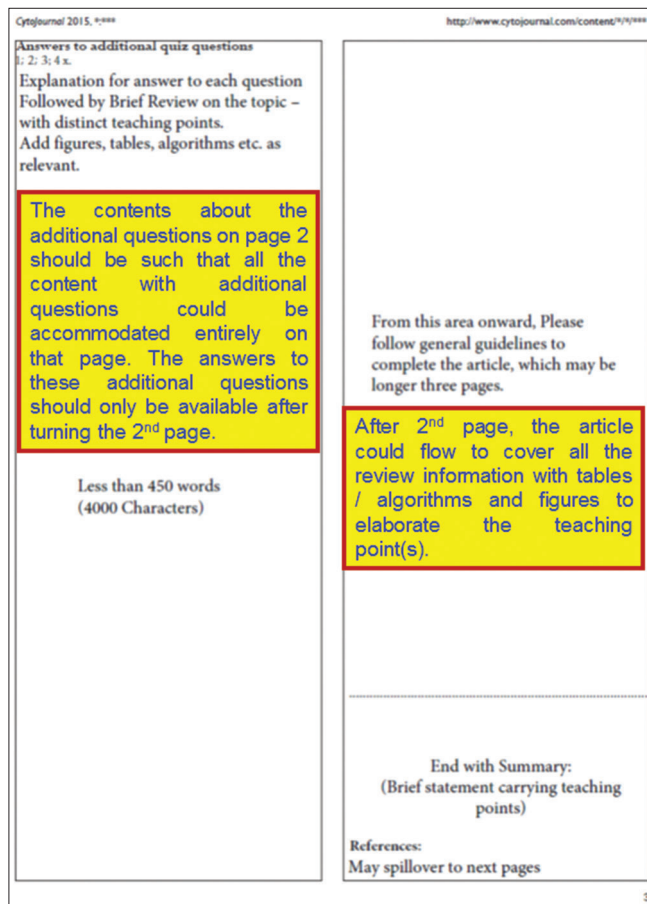 CytoJournal 2015, *:***
http://www.cytojournal.com/content/*/*/***
Answers to additional quiz questions
1; 2; 3; 4 x.
Explanation for answer to each question
Followed by Brief Review on the topic –
with distinct teaching points.
Add figures, tables, algorithms etc. as
relevant.
The contents about the
additional questions on page 2
should be such that all the
content with additional
questions could be
accommodated entirely on
that page. The answers to
these additional questions
should only be available after
turning the 2nd page.
Less than 450 words
(4000 Characters)
From this area onward, Please
follow general guidelines to
complete the article, which may be
longer three pages.
After 2nd page, the article
could flow to cover all the
review information with tables
/ algorithms and figures to
elaborate the teaching
point(s).
End with Summary:
(Brief statement carrying teaching
points)
References:
May spillover to next pages
3